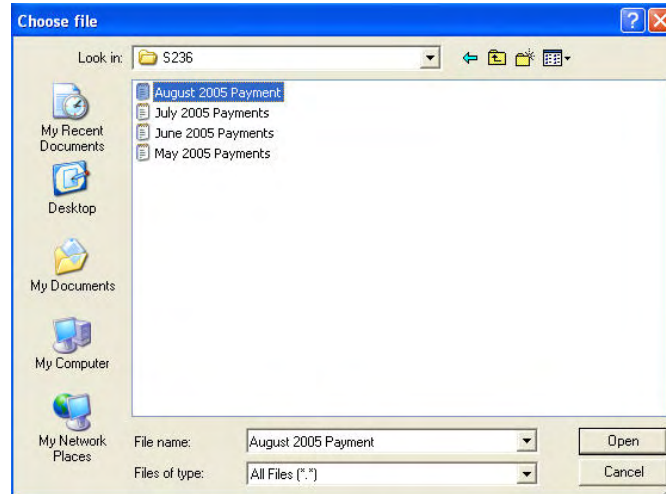 Choose file
Look in:
S236
August 2005 Payment
July 2005 Payments
June 2005 Payments
May 2005 Payments
My Recent
Documents
Desktop
My Documents
My Computer
My Network
Places
File name:
August 2005 Payment
Open
Files of type:
All Files (*.*)
Cancel